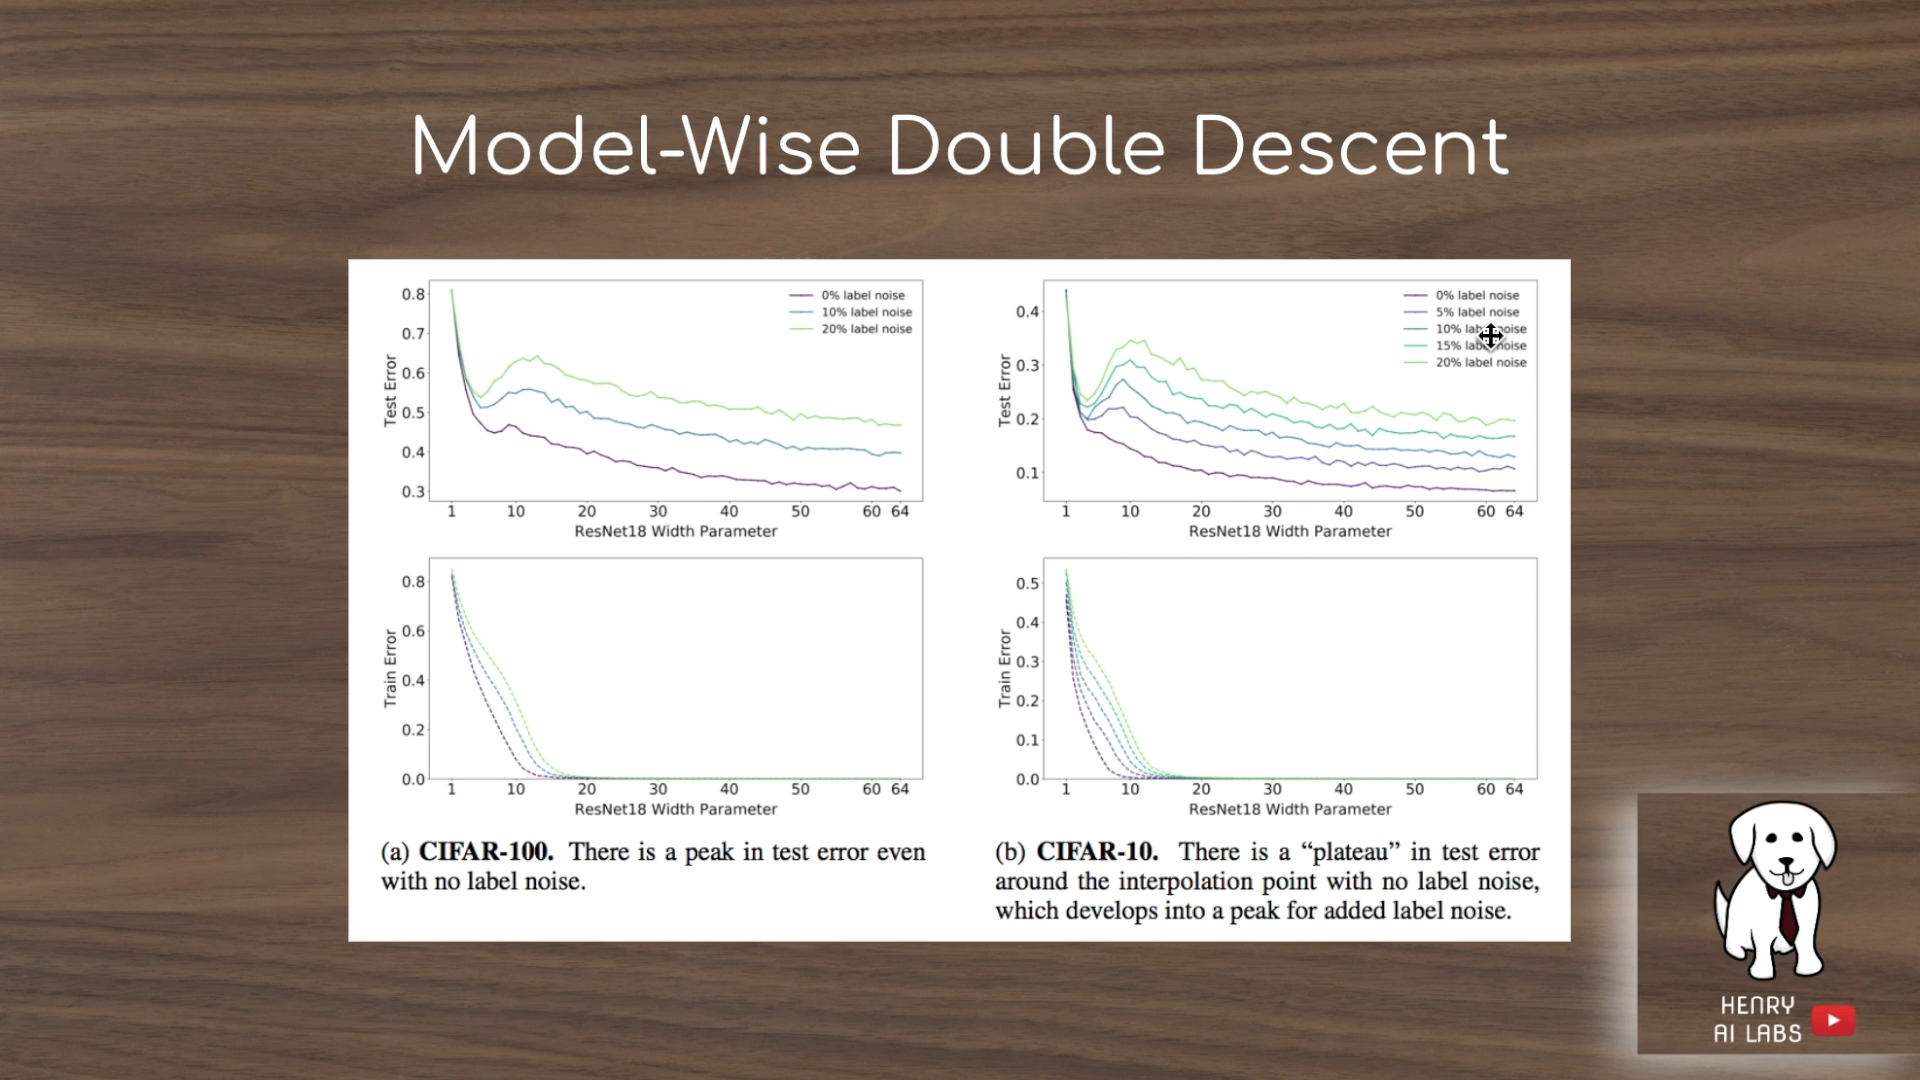 Model-Wise Double Descent
0.8
0.7
0.6
0.5
0.4
0.3
Test Error
0% label noise
10% label noise
20% label noise
1 10 20 30 40 50 60 64
ResNet18 Width Parameter
0.4
0.3
0.2
0.1
Test Error
0% label noise
5% label noise
10% label noise
15% label noise
20% label noise
1 10 20 30 40 50 60 64
ResNet18 Width Parameter
0.8
0.6
0.4
0.2
0.0
Train Error
1 10 20 30 40 50 60 64
ResNet18 Width Parameter
0.5
0.4
0.3
0.2
0.1
0.0
Train Error
1 10 20 30 40 50 60 64
ResNet18 Width Parameter
(a) CIFAR-100. There is a peak in test error even
with no label noise.
(b) CIFAR-10. There is a “plateau” in test error
around the interpolation point with no label noise,
which develops into a peak for added label noise.
HENRY
AI LABS